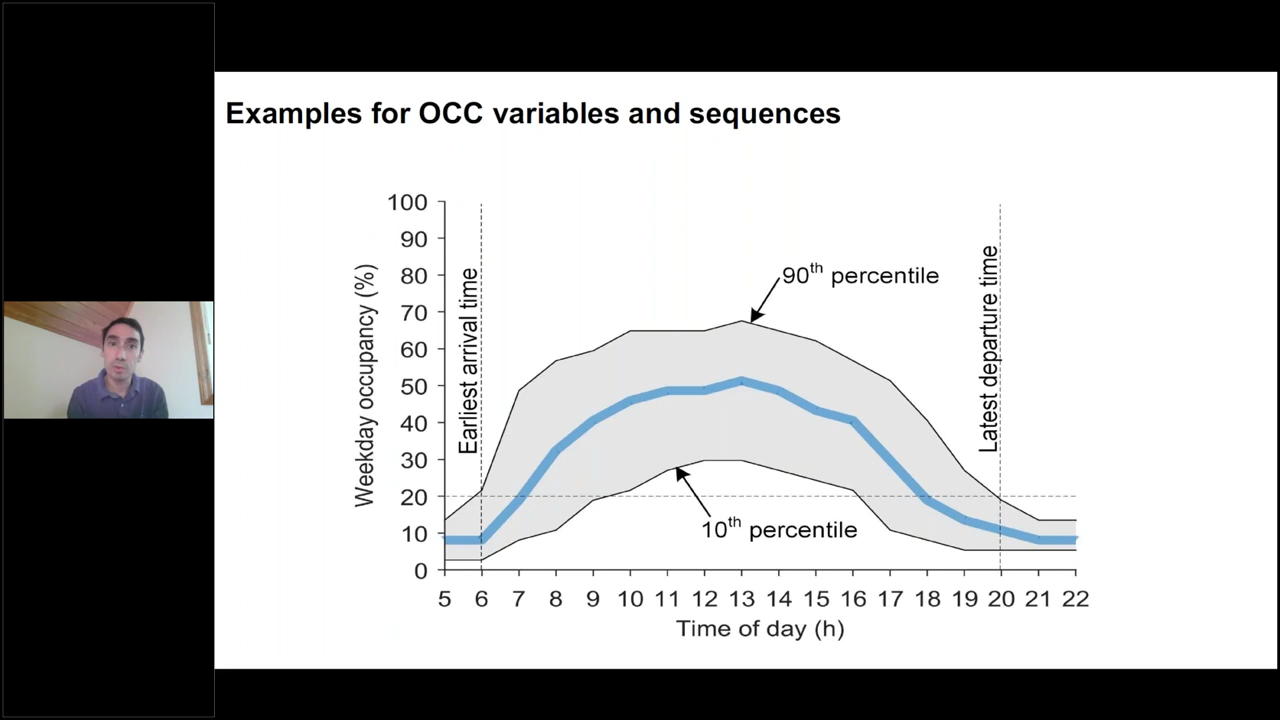 Examples for OCC variables and sequences
100
90
80
70
60
50
40
30
20
10
0
Weekday occupancy (%)
Earliest arrival time
90th percentile
10th percentile
Latest departure time
5 6 7 8 9 10 11 12 13 14 15 16 17 18 19 20 21 22
Time of day (h)